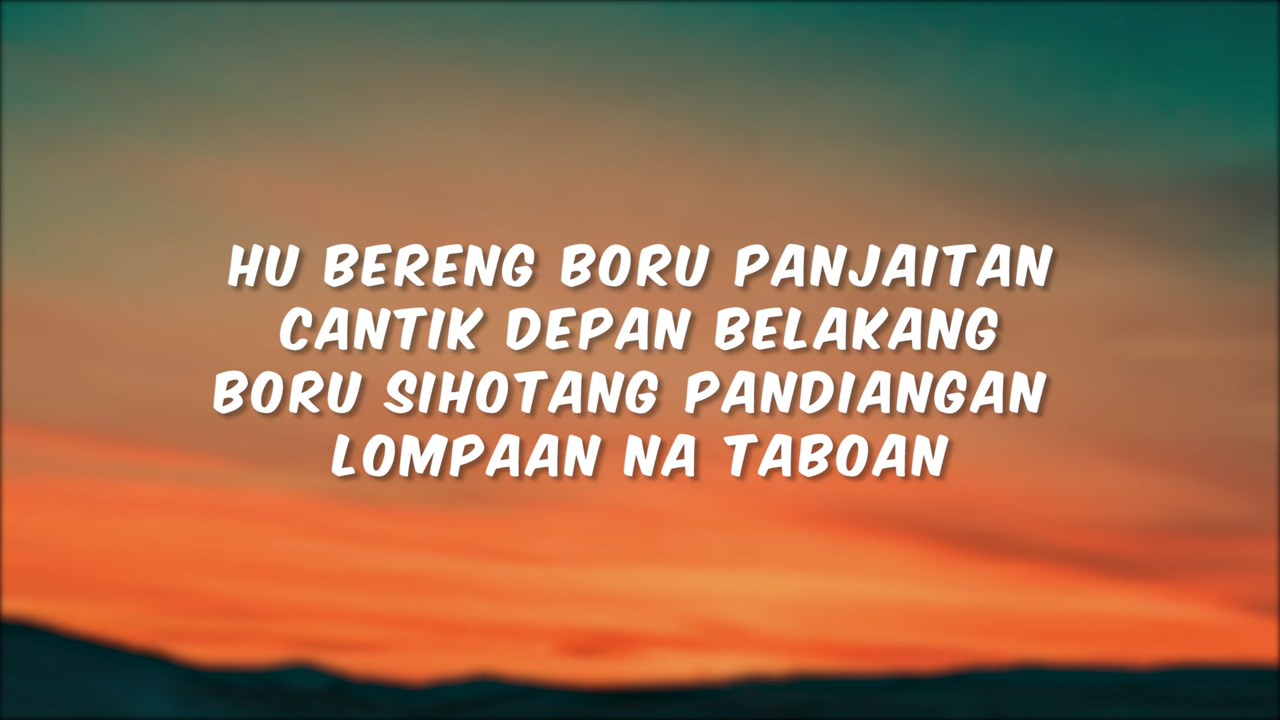 HU BERENG BORU PANJAITAN
CANTIK DEPAN BELAKANG
BORU SIHOTANG PANDIANGAN
LOMPAAN NA TABOAN